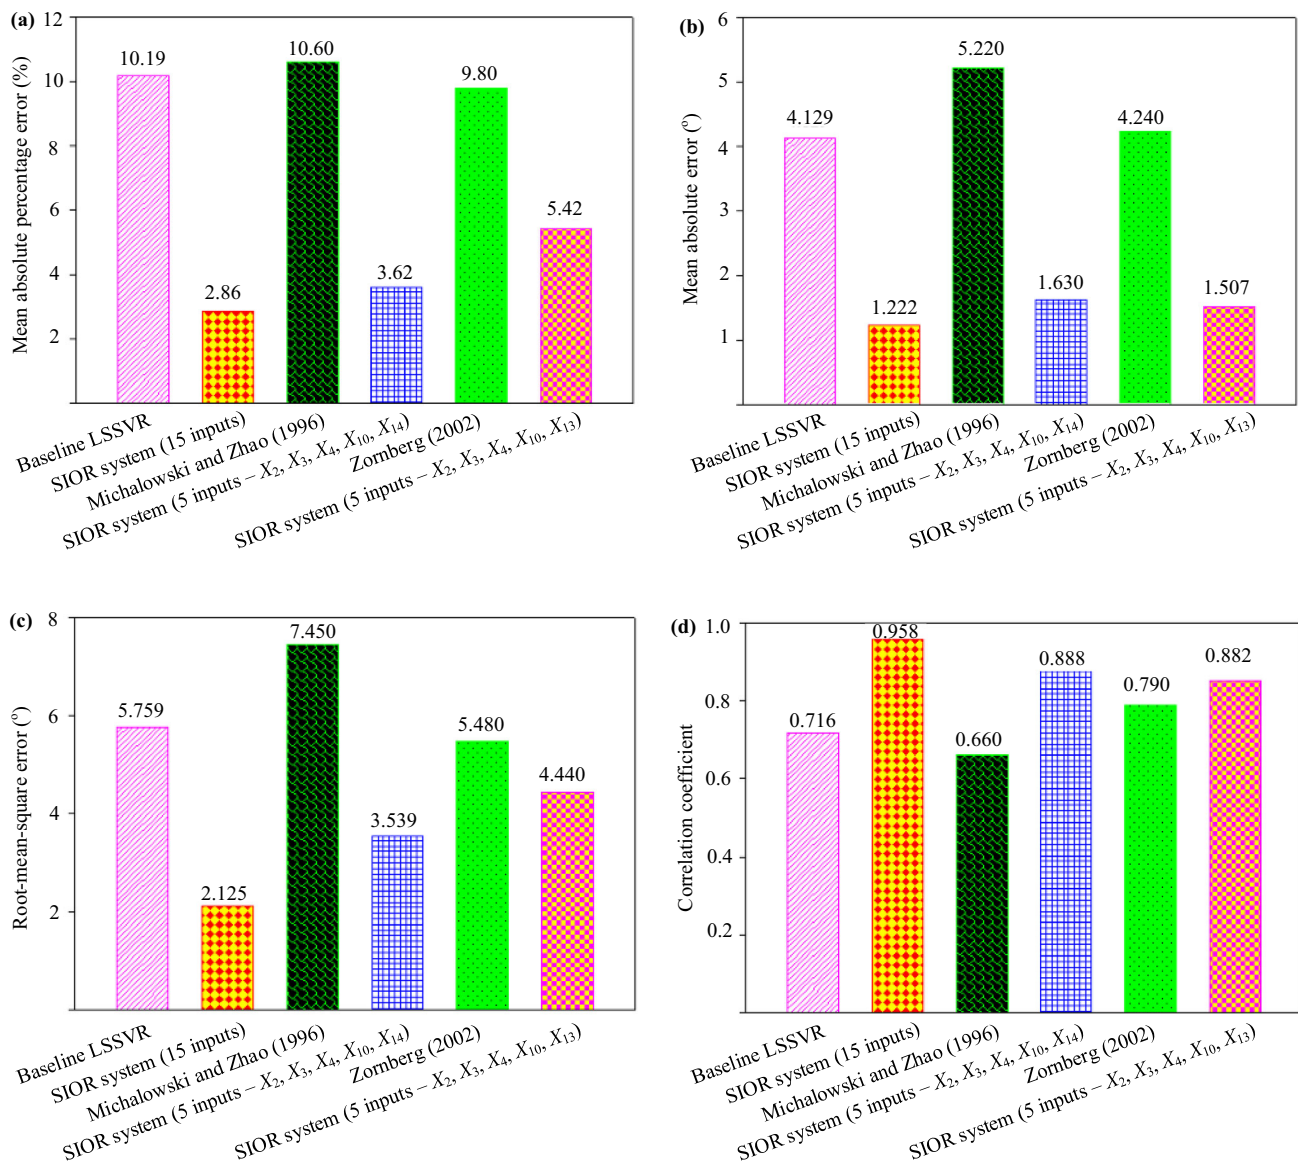 (a)
Mean absolute percentage error (%)
12
10
8
6
4
2
10.19
2.86
10.60
3.62
9.80
5.42
Baseline LSSVR
SIOR system (15 inputs)
Michalowski and Zhao (1996)
SIOR system (5 inputs – X2, X3, X4, X10, X14)
Zornberg (2002)
SIOR system (5 inputs – X2, X3, X4, X10, X13)
(b)
Mean absolute error (°)
6
5
4
3
2
1
4.129
1.222
5.220
1.630
4.240
1.507
Baseline LSSVR
SIOR system (15 inputs)
Michalowski and Zhao (1996)
SIOR system (5 inputs – X2, X3, X4, X10, X14)
Zornberg (2002)
SIOR system (5 inputs – X2, X3, X4, X10, X13)
(c)
Root-mean-square error (°)
8
6
4
2
5.759
2.125
7.450
3.539
5.480
4.440
Baseline LSSVR
SIOR system (15 inputs)
Michalowski and Zhao (1996)
SIOR system (5 inputs – X2, X3, X4, X10, X14)
Zornberg (2002)
SIOR system (5 inputs – X2, X3, X4, X10, X13)
(d)
Correlation coefficient
1.0
0.8
0.6
0.4
0.2
0.716
0.958
0.660
0.888
0.790
0.882
Baseline LSSVR
SIOR system (15 inputs)
Michalowski and Zhao (1996)
SIOR system (5 inputs – X2, X3, X4, X10, X14)
Zornberg (2002)
SIOR system (5 inputs – X2, X3, X4, X10, X13)